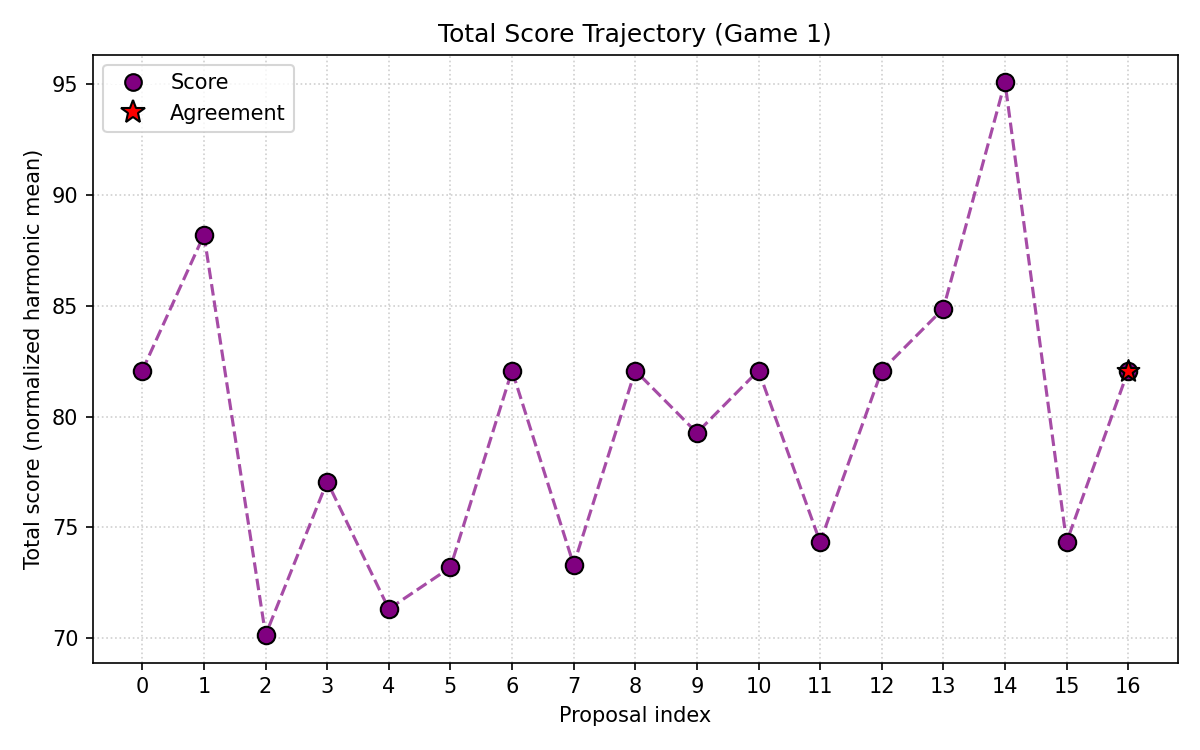 Total Score Trajectory (Game 1)
Score
Agreement
Total score (normalized harmonic mean)
95
90
85
80
75
70
0 1 2 3 4 5 6 7 8 9 10 11 12 13 14 15 16
Proposal index